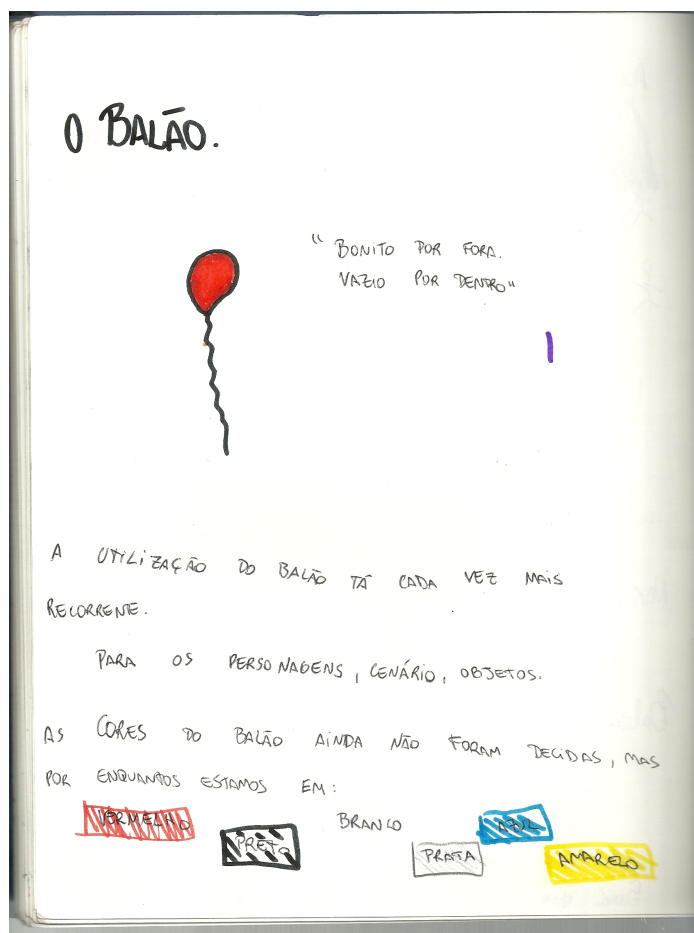 O BALÃO.
"BONITO POR FORA.
VAZIO POR DENTRO"
A UTILIZAÇÃO DO BALÃO TÁ CADA VEZ MAIS
RECORRENTE.
PARA OS PERSONAGENS, CENÁRIO, OBJETOS.
AS CORES DO BALÃO AINDA NÃO FORAM DECIDAS, MAS
POR ENQUANTOS ESTAMOS EM:
VERMELHO PRETO BRANCO PRATA AZUL AMARELO